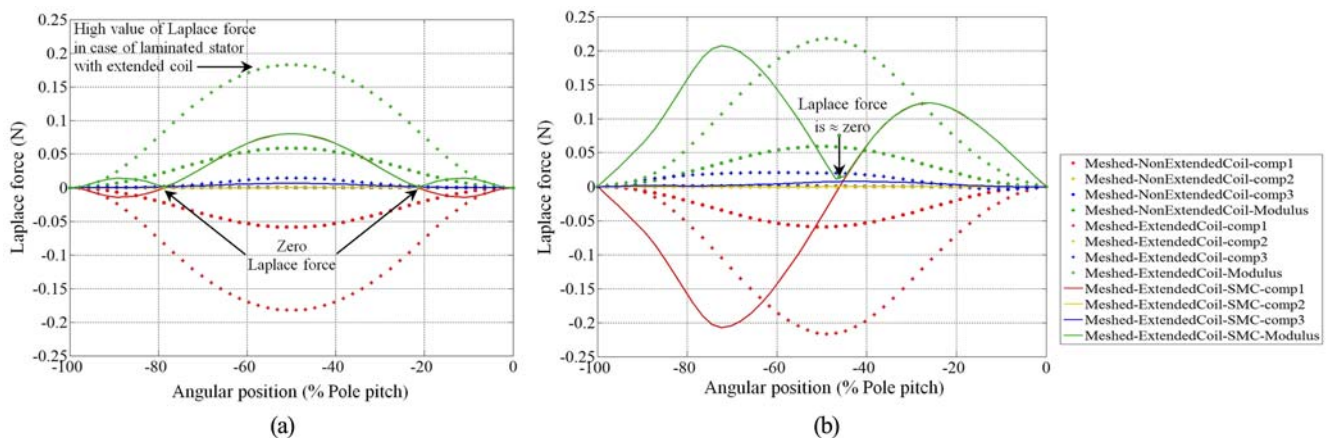 (a)
0.25
0.2
0.15
0.1
0.05
0
-0.05
-0.1
-0.15
-0.2
-0.25
Laplace force (N)
High value of Laplace force
in case of laminated stator
with extended coil
Zero
Laplace force
-100
-80
-60
-40
-20
0
Angular position (% Pole pitch)
(a)
(b)
0.25
0.2
0.15
0.1
0.05
0
-0.05
-0.1
-0.15
-0.2
-0.25
Laplace force (N)
Laplace force
is ≈ zero
-100
-80
-60
-40
-20
0
Angular position (% Pole pitch)
(b)
Meshed-NonExtendedCoil-comp1
Meshed-NonExtendedCoil-comp2
Meshed-NonExtendedCoil-comp3
Meshed-NonExtendedCoil-Modulus
Meshed-ExtendedCoil-comp1
Meshed-ExtendedCoil-comp2
Meshed-ExtendedCoil-comp3
Meshed-ExtendedCoil-Modulus
Meshed-ExtendedCoil-SMC-comp1
Meshed-ExtendedCoil-SMC-comp2
Meshed-ExtendedCoil-SMC-comp3
Meshed-ExtendedCoil-SMC-Modulus